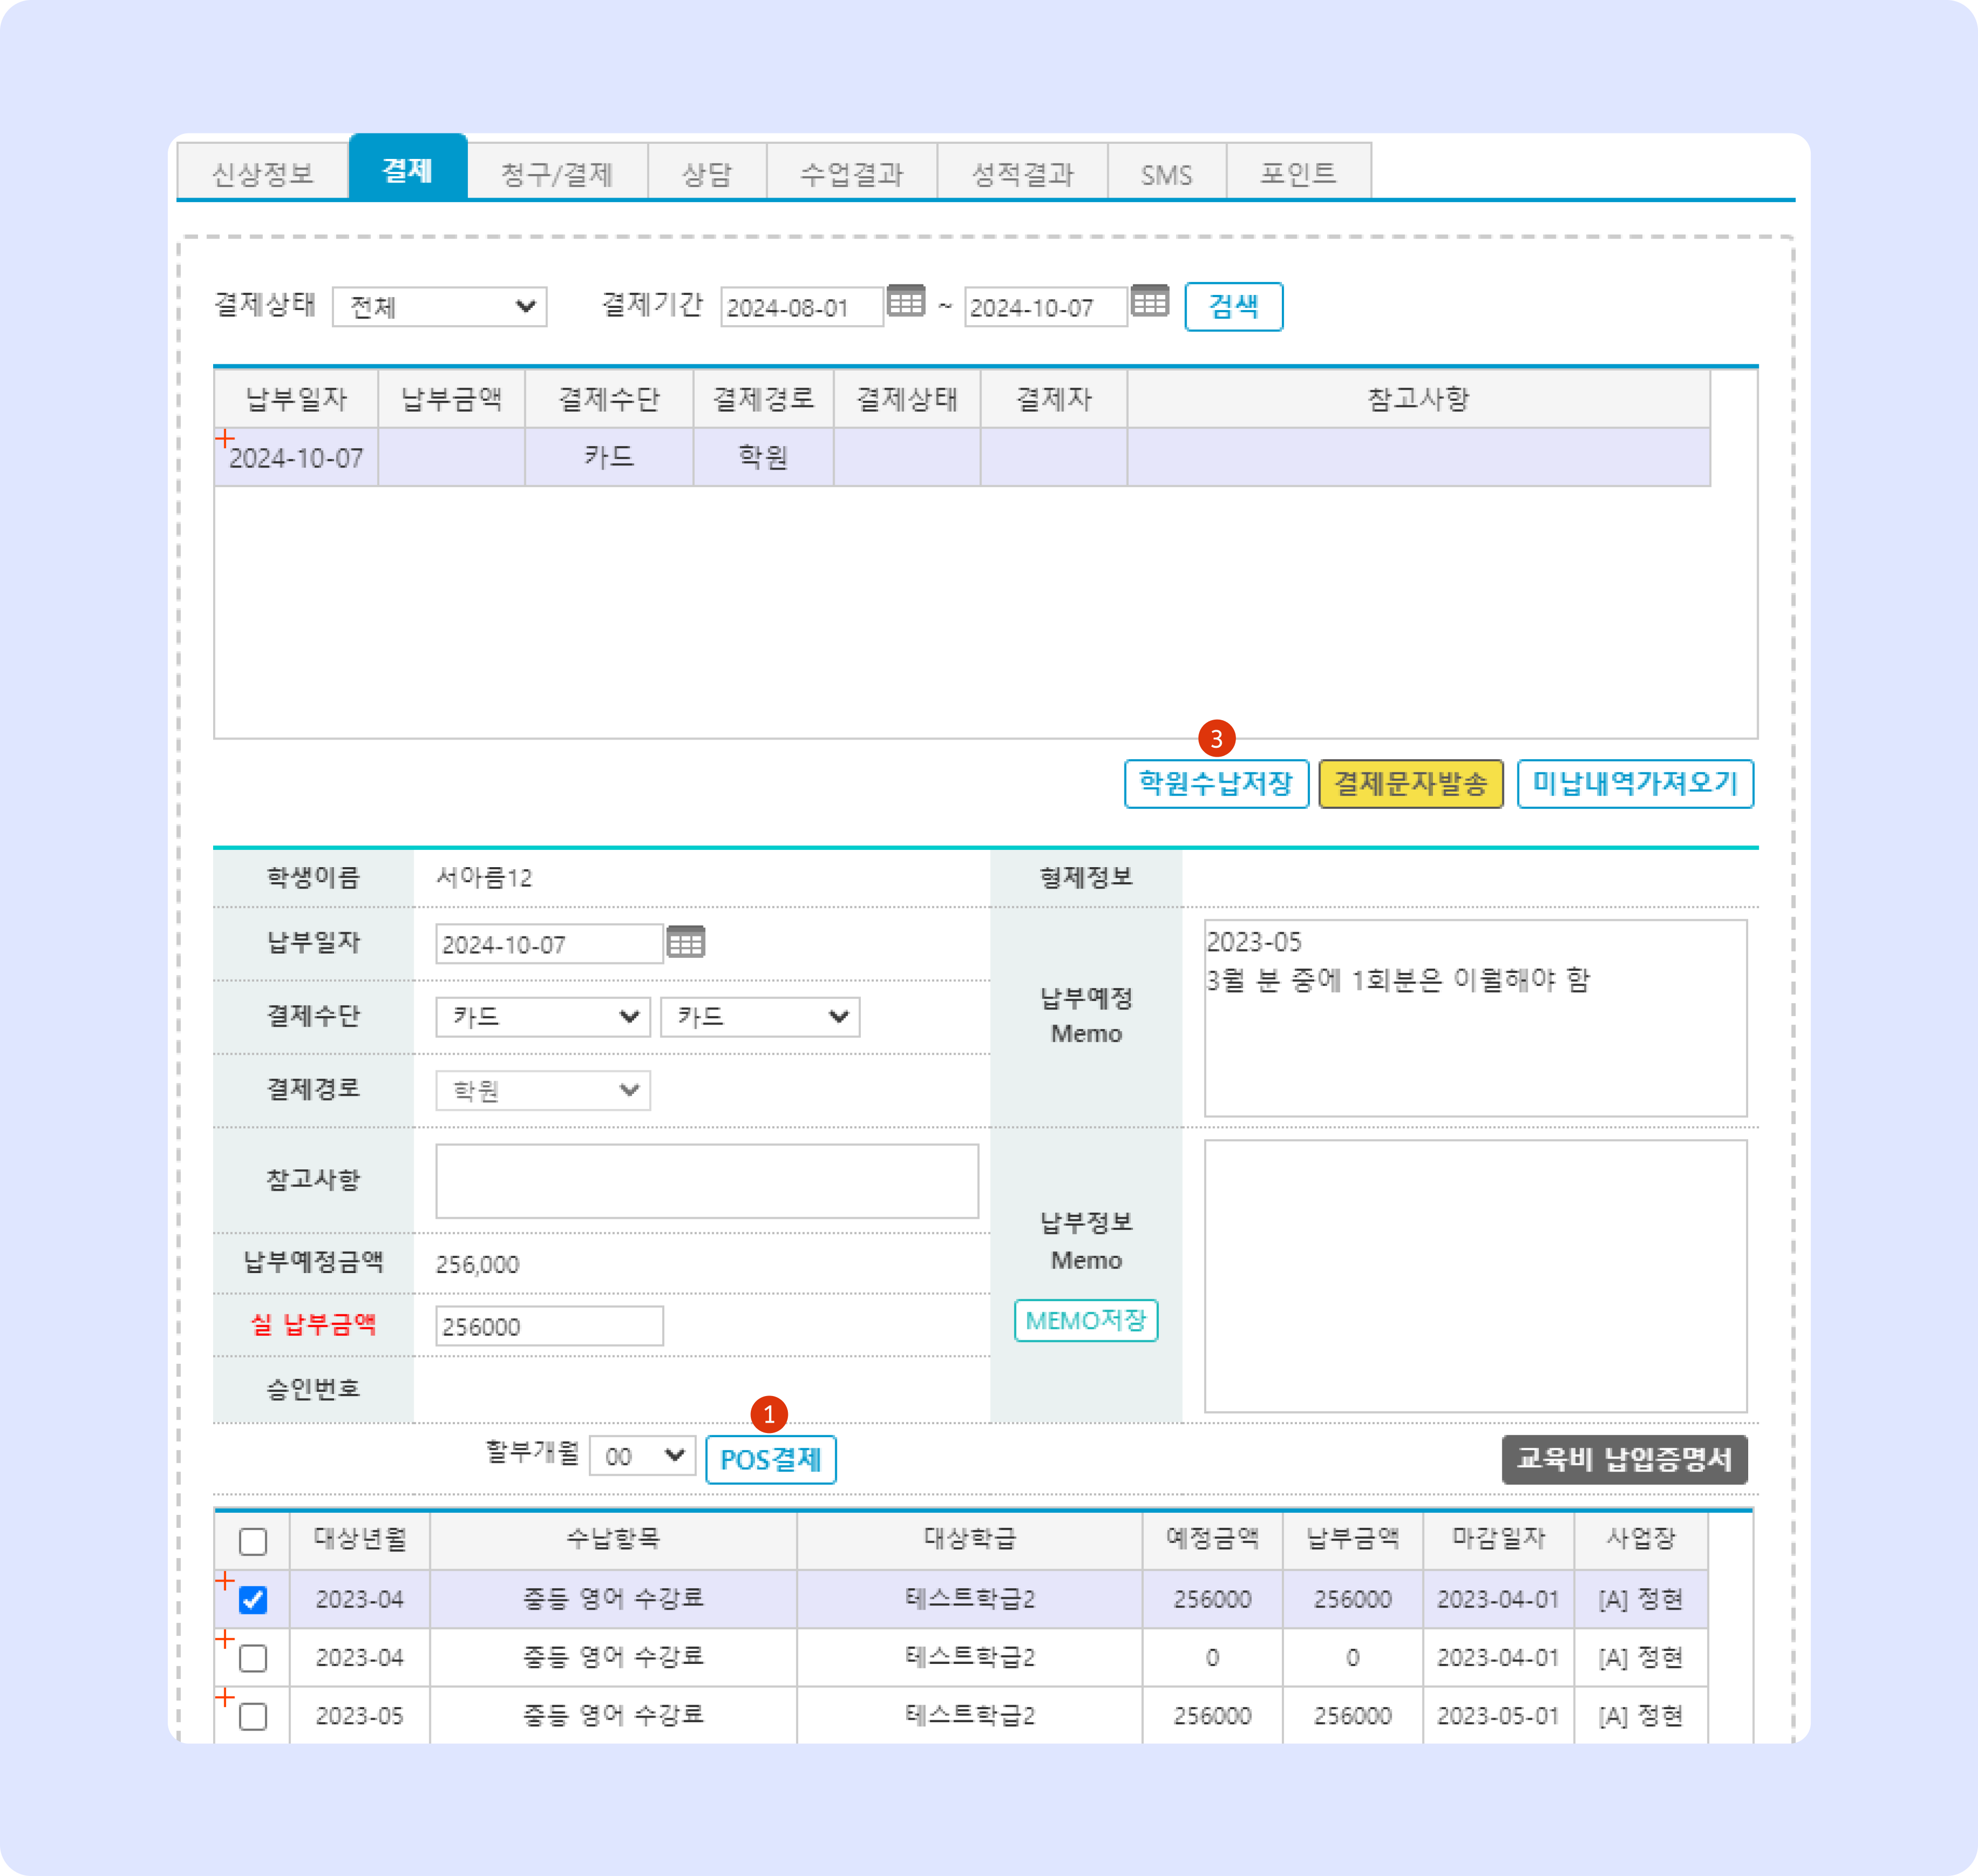 신상정보 결제 청구/결제 상담 수업결과 성적결과 SMS 포인트
결제상태 전체 결제기간 2024-08-01 ~ 2024-10-07 검색
납부일자 납부금액 결제수단 결제경로 결제상태 결제자 참고사항
2024-10-07 카드 학원
3
학원수납저장 결제문자발송 미납내역가져오기
학생이름 서아름12 형제정보
납부일자 2024-10-07
결제수단 카드 카드
결제경로 학원
납부예정
Memo
2023-05
3월 분 중에 1회분은 이월해야 함
참고사항
납부예정금액 256,000
실 납부금액 256000
승인번호
납부정보
Memo
MEMO저장
1
할부개월 00 POS결제 교육비 납입증명서
대상년월 수납항목 대상학급 예정금액 납부금액 마감일자 사업장
2023-04 중등 영어 수강료 테스트학급2 256000 256000 2023-04-01 [A] 정현
2023-04 중등 영어 수강료 테스트학급2 0 0 2023-04-01 [A] 정현
2023-05 중등 영어 수강료 테스트학급2 256000 256000 2023-05-01 [A] 정현